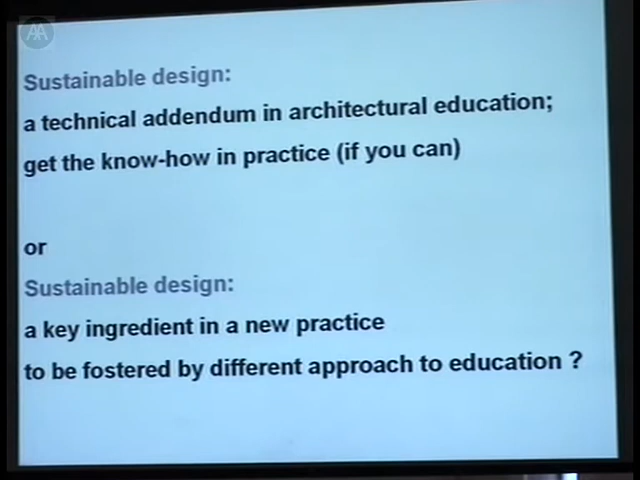 AA
Sustainable design:
a technical addendum in architectural education;
get the know-how in practice (if you can)
or
Sustainable design:
a key ingredient in a new practice
to be fostered by different approach to education ?